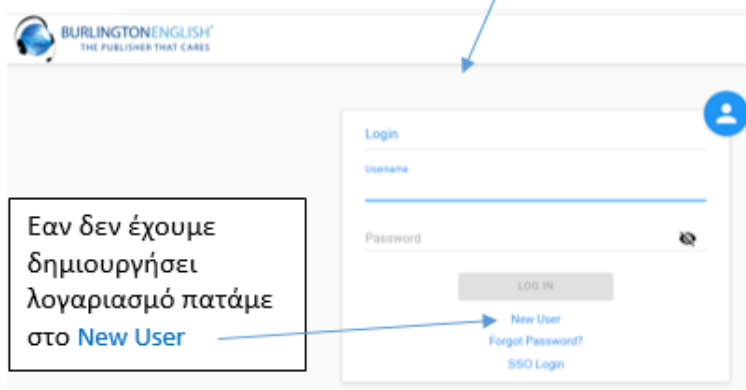 BURLINGTONENGLISH®
THE PUBLISHER THAT CARES
Login
Username
Password
LOG IN
New User
Forgot Password?
SSO Login
Εαν δεν έχουμε
δημιουργήσει
λογαριασμό πατάμε
στο New User